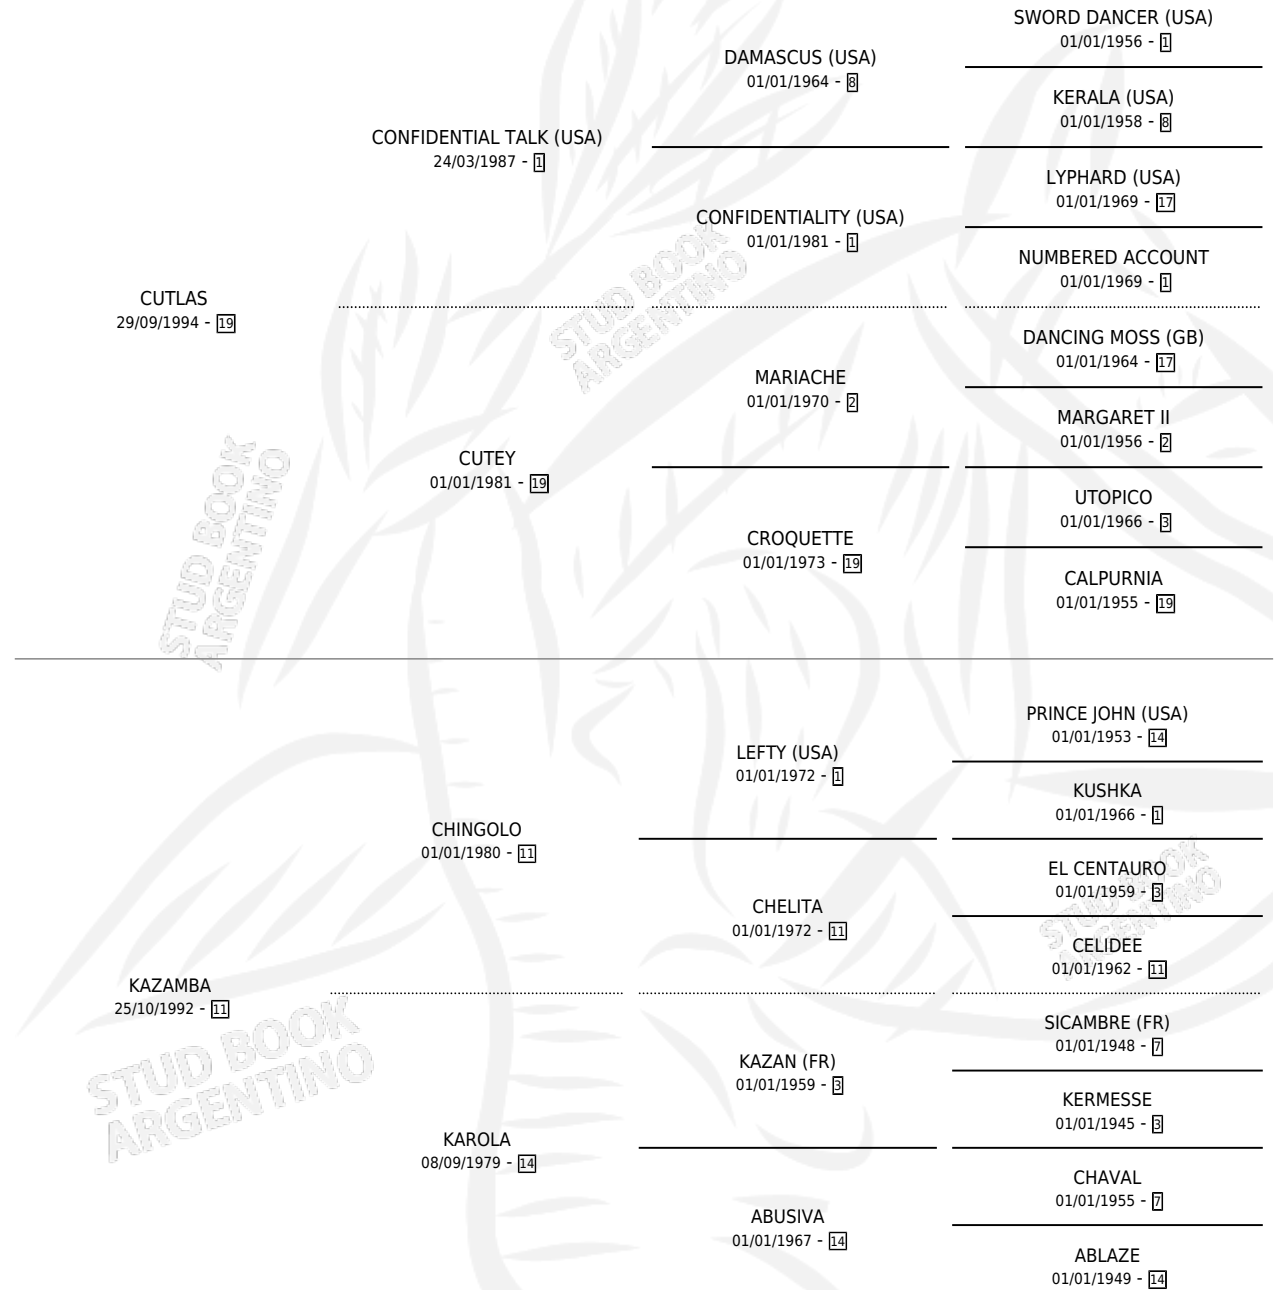 SWORD DANCER (USA)
01/01/1956 - 1
DAMASCUS (USA)
01/01/1964 - 8
KERALA (USA)
01/01/1958 - 8
CONFIDENTIAL TALK (USA)
24/03/1987 - 1
LYPHARD (USA)
01/01/1969 - 17
CONFIDENTIALITY (USA)
01/01/1981 - 1
NUMBERED ACCOUNT
01/01/1969 - 1
CUTLAS
29/09/1994 - 19
STUD BOOK
ARGENTINO
DANCING MOSS (GB)
01/01/1964 - 17
MARIACHE
01/01/1970 - 2
MARGARET II
01/01/1956 - 2
CUTEY
01/01/1981 - 19
UTOPICO
01/01/1966 - 3
CROQUETTE
01/01/1973 - 19
CALPURNIA
01/01/1955 - 19
STUD BOOK
ARGENTINO
PRINCE JOHN (USA)
01/01/1953 - 14
LEFTY (USA)
01/01/1972 - 1
KUSHKA
01/01/1966 - 1
CHINGOLO
01/01/1980 - 11
EL CENTAURO
01/01/1959 - 3
CHELITA
01/01/1972 - 11
CELIDEE
01/01/1962 - 11
STUD BOOK
ARGENTINO
KAZAMBA
25/10/1992 - 11
SICAMBRE (FR)
01/01/1948 - 7
KAZAN (FR)
01/01/1959 - 3
KERMESSE
01/01/1945 - 3
STUD BOOK
ARGENTINO
KAROLA
08/09/1979 - 14
CHAVAL
01/01/1955 - 7
ABUSIVA
01/01/1967 - 14
ABLAZE
01/01/1949 - 14